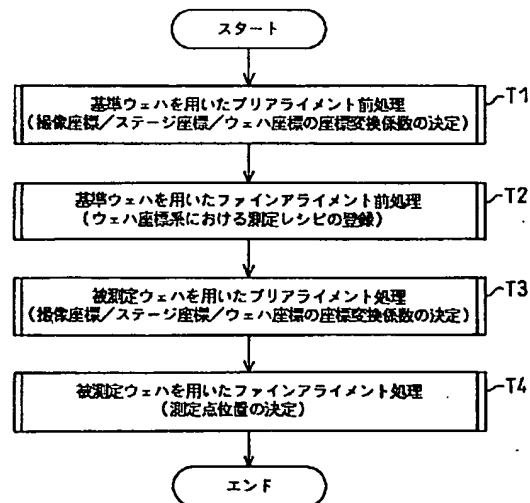 スタート
基準ウェハを用いたプリアライメント前処理
(撮像座標/ステージ座標/ウェハ座標の座標変換係数の決定)
T1
基準ウェハを用いたファインアライメント前処理
(ウェハ座標系における測定レシピの登録)
T2
被測定ウェハを用いたプリアライメント処理
(撮像座標/ステージ座標/ウェハ座標の座標変換係数の決定)
T3
被測定ウェハを用いたファインアライメント処理
(測定点位置の決定)
T4
エンド